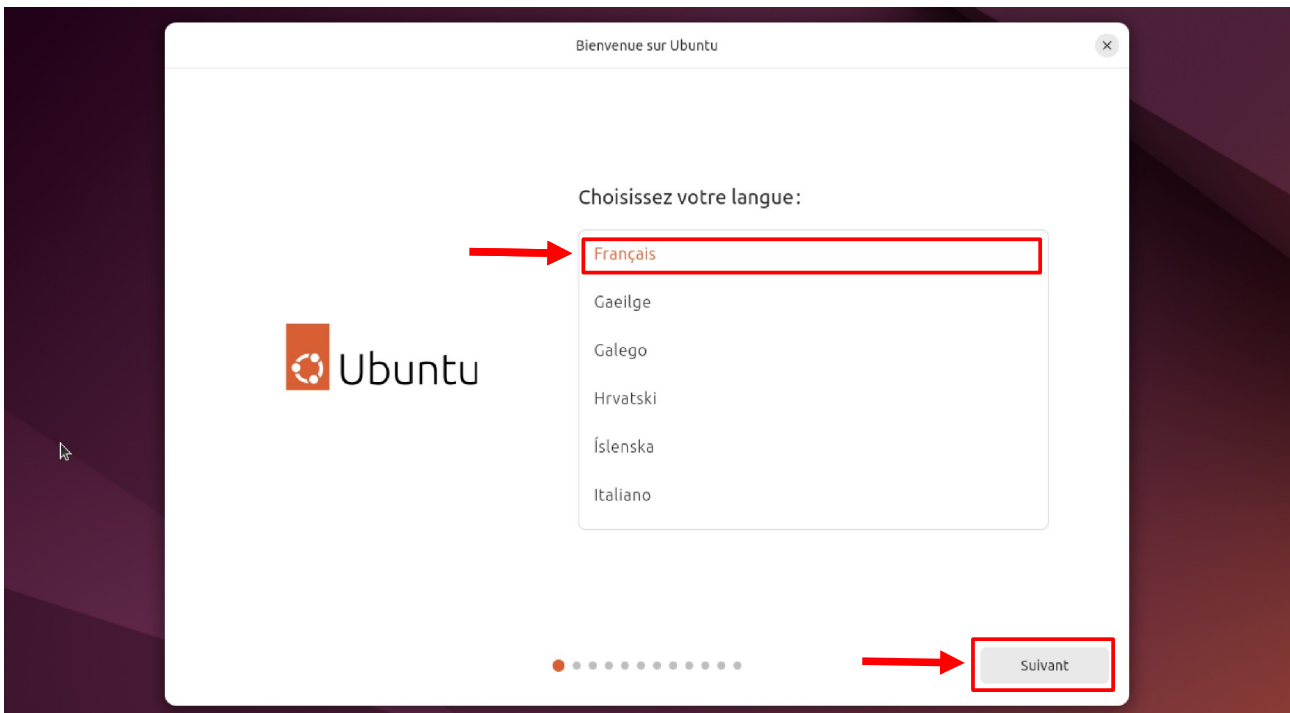 Bienvenue sur Ubuntu
Choisissez votre langue :
Français
Gaeilge
Galego
Ubuntu
Hrvatski
Íslenska
Italiano
Suivant